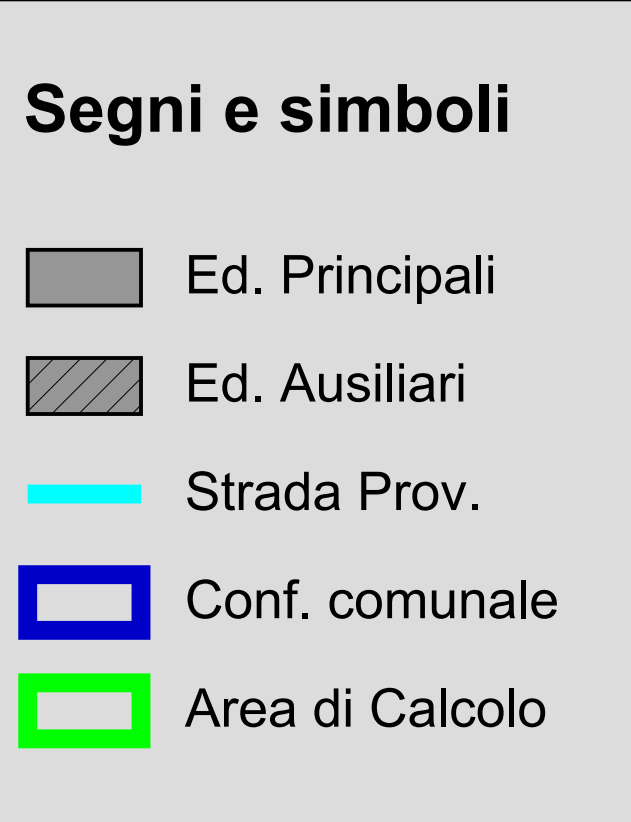 Segni e simboli
Ed. Principali
Ed. Ausiliari
Strada Prov.
Conf. comunale
Area di Calcolo